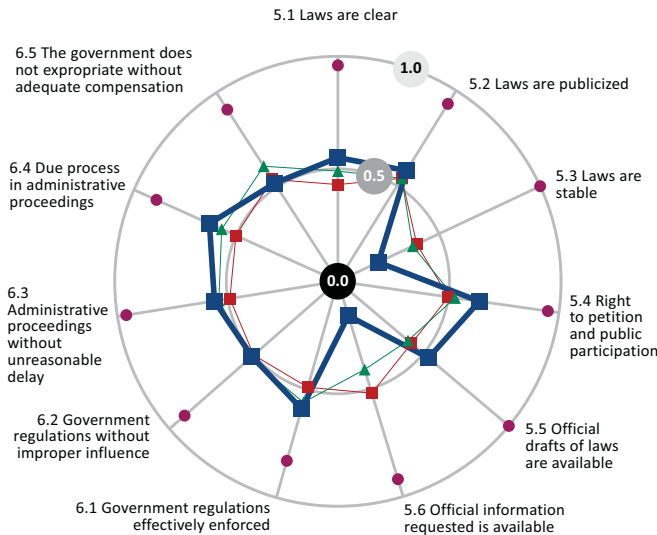 5.1 Laws are clear
1.0
5.2 Laws are publicized
5.3 Laws are
stable
5.4 Right
to petition
and public
participation
5.5 Official
drafts of laws
are available
5.6 Official information
requested is available
6.1 Government regulations
effectively enforced
6.2 Government
regulations without
improper influence
6.3
Administrative
proceedings
without
unreasonable
delay
6.4 Due process
in administrative
proceedings
6.5 The government does
not expropriate without
adequate compensation
0.5
0.0